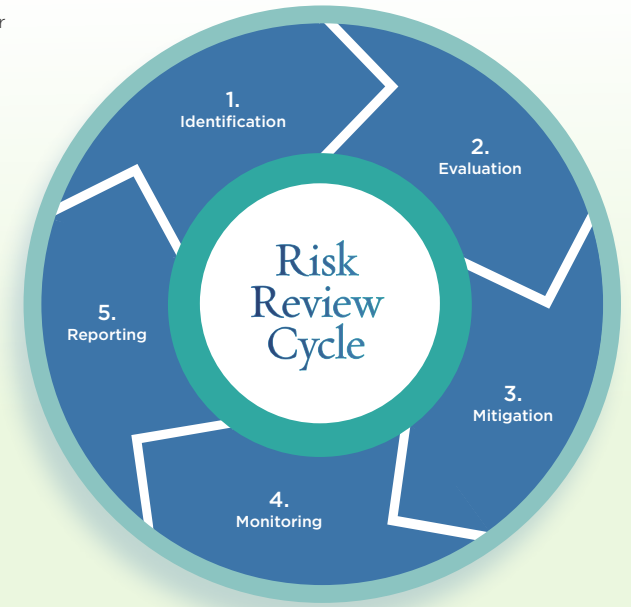 r
1.
Identification
2.
Evaluation
3.
Mitigation
4.
Monitoring
5.
Reporting
Risk
Review
Cycle